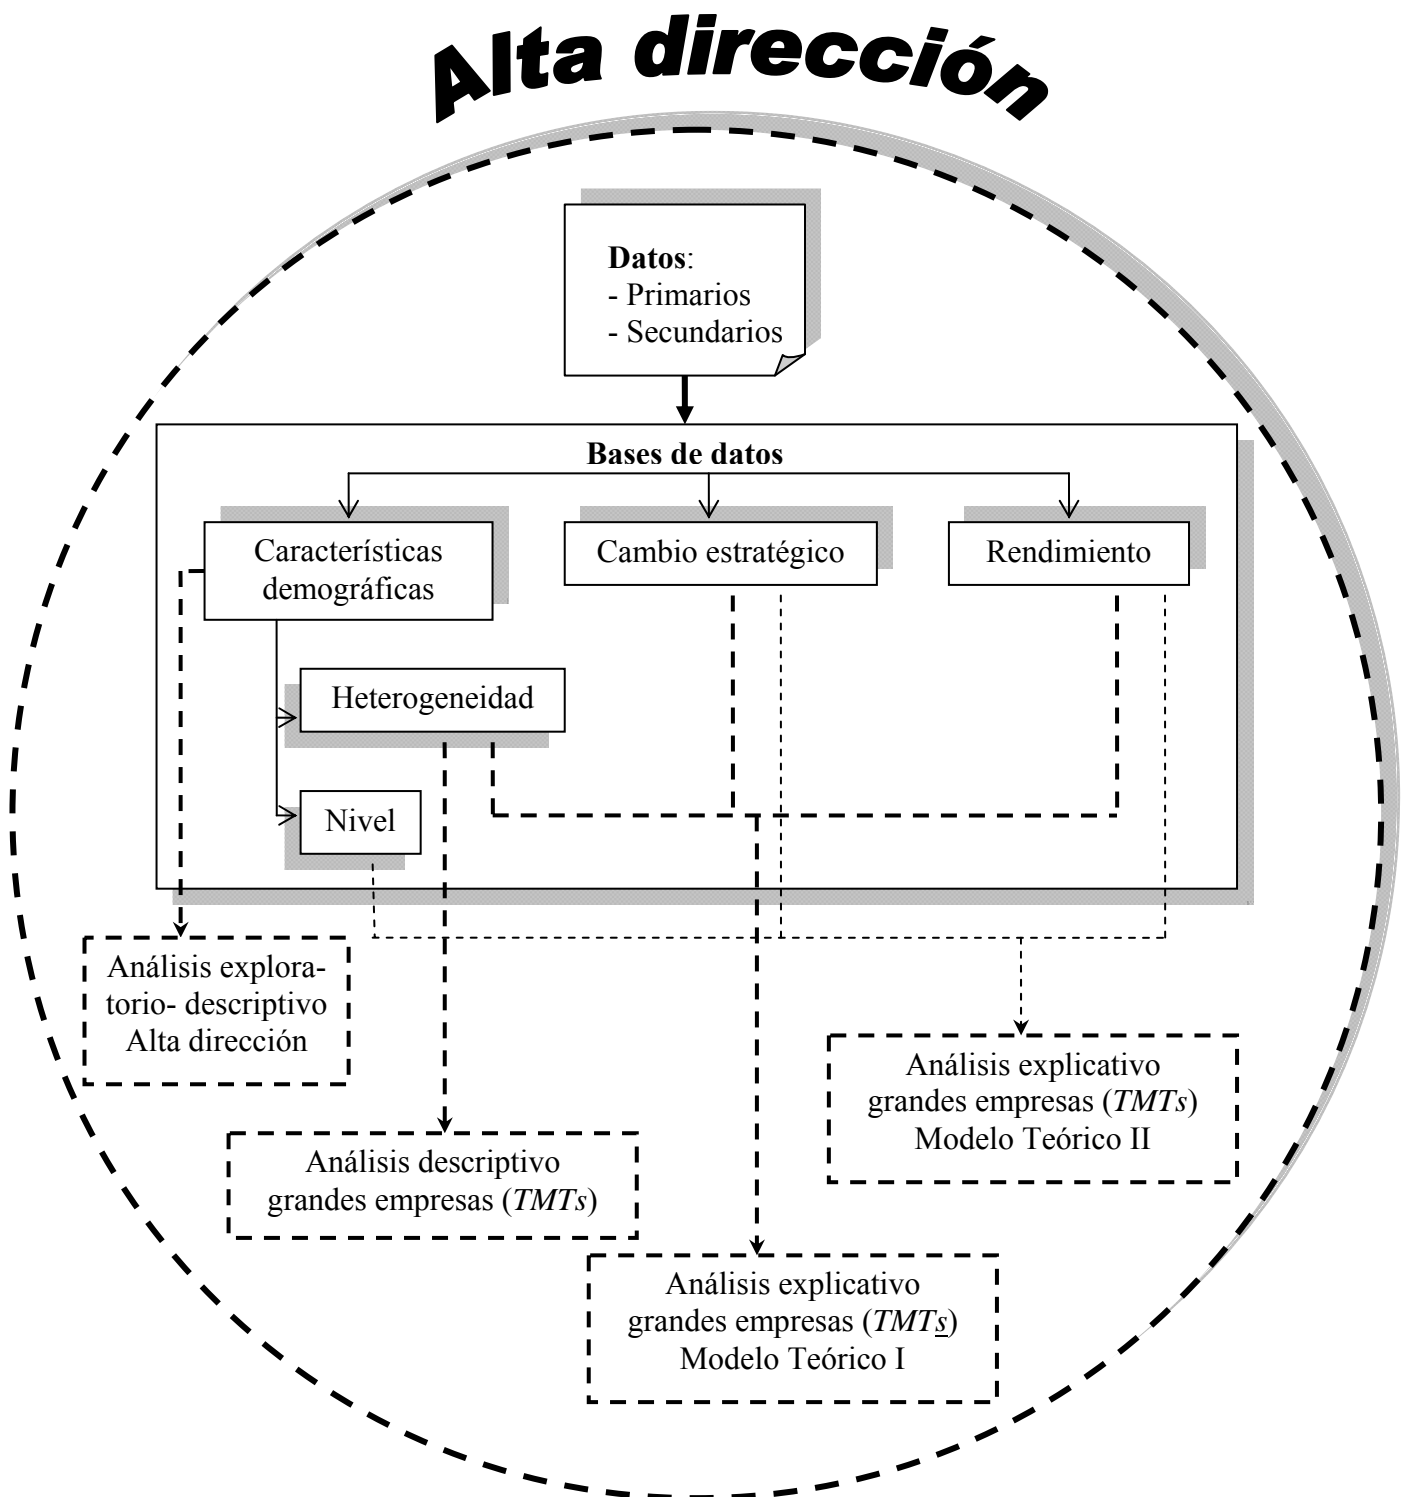 Alta dirección
Datos:
- Primarios
- Secundarios
Bases de datos
Características
demográficas
Cambio estratégico
Rendimiento
Heterogeneidad
Nivel
Análisis explora-
torio- descriptivo
Alta dirección
Análisis explicativo
grandes empresas (TMTs)
Modelo Teórico II
Análisis descriptivo
grandes empresas (TMTs)
Análisis explicativo
grandes empresas (TMTs)
Modelo Teórico I